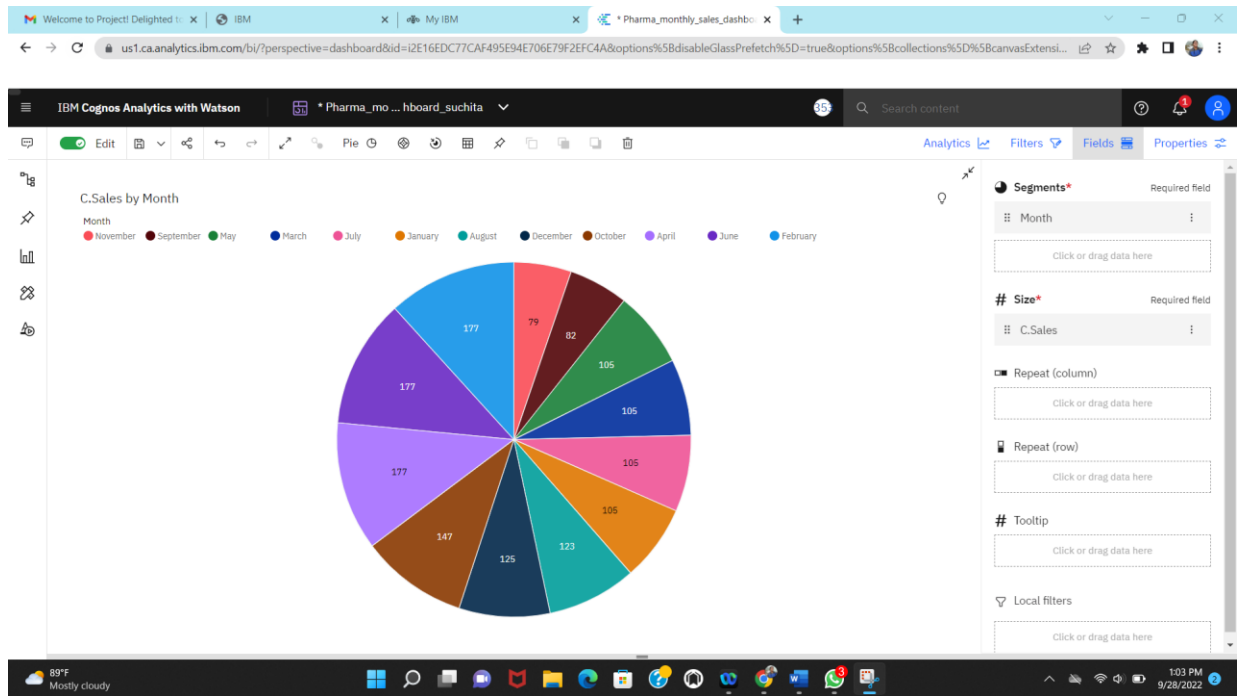 Welcome to Project! Delighted t
IBM
My IBM
* Pharma_monthly_sales_dashbo
us1.ca.analytics.ibm.com/bi/?perspective=dashboard&id=i2E16EDC77CAF495E94E706E79F2EFC4A&options%5BdisableGlassPrefetch%5D=true&options%5Bcollections%5D%5BcanvasExtensi...
IBM Cognos Analytics with Watson
* Pharma_mo ... hboard_suchita
35
Search content
1
Edit
Pie
Analytics
Filters
Fields
Properties
C.Sales by Month
Month
November
September
May
March
July
January
August
December
October
April
June
February
79
82
105
105
105
105
123
125
147
177
177
177
Segments*
Required field
Month
Click or drag data here
# Size*
Required field
C.Sales
Repeat (column)
Click or drag data here
Repeat (row)
Click or drag data here
# Tooltip
Click or drag data here
Local filters
Click or drag data here
89°F
Mostly cloudy
3
1:03 PM
9/28/2022
2